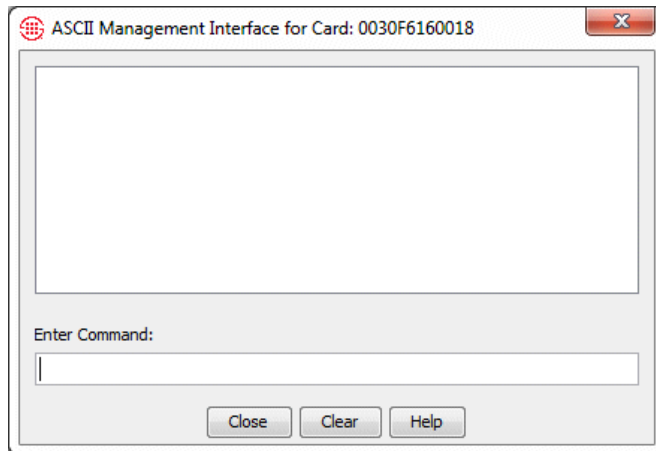 ASCII Management Interface for Card: 0030F6160018
Enter Command:
Close Clear Help